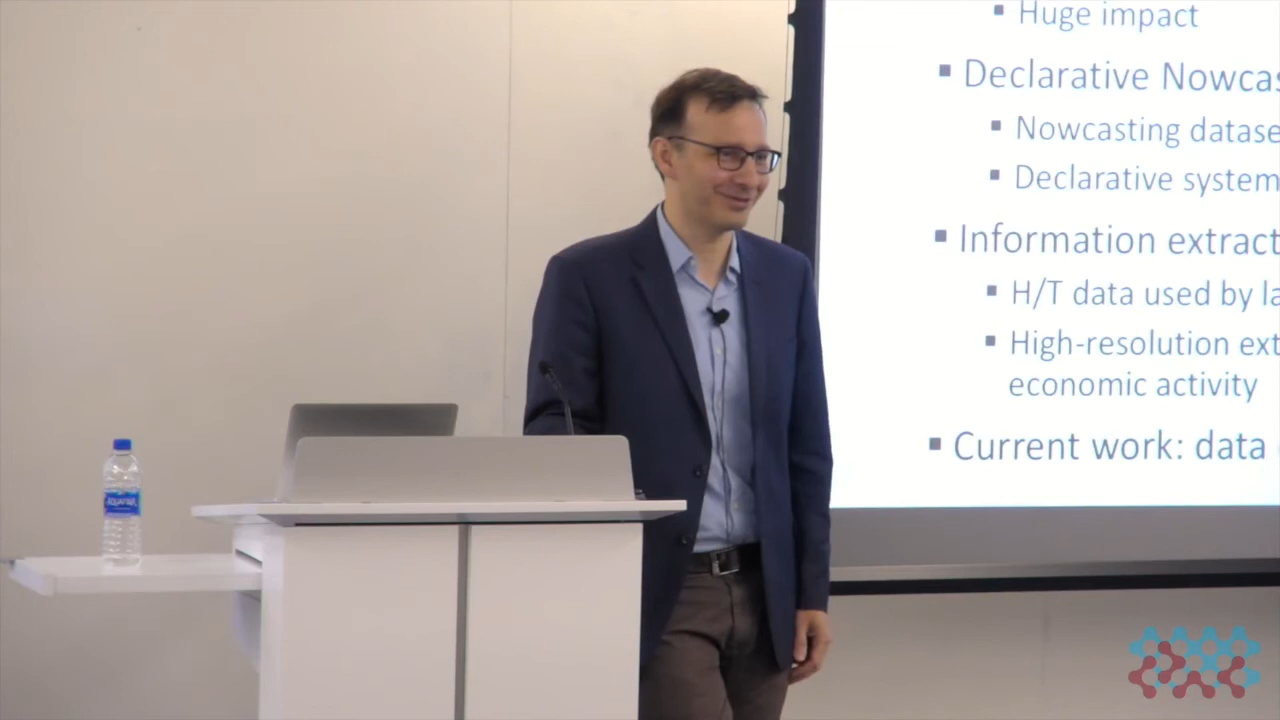 Huge impact
Declarative Nowcas
Nowcasting datase
Declarative system
Information extract
H/T data used by la
High-resolution ext
economic activity
Current work: data
AQUAFINA